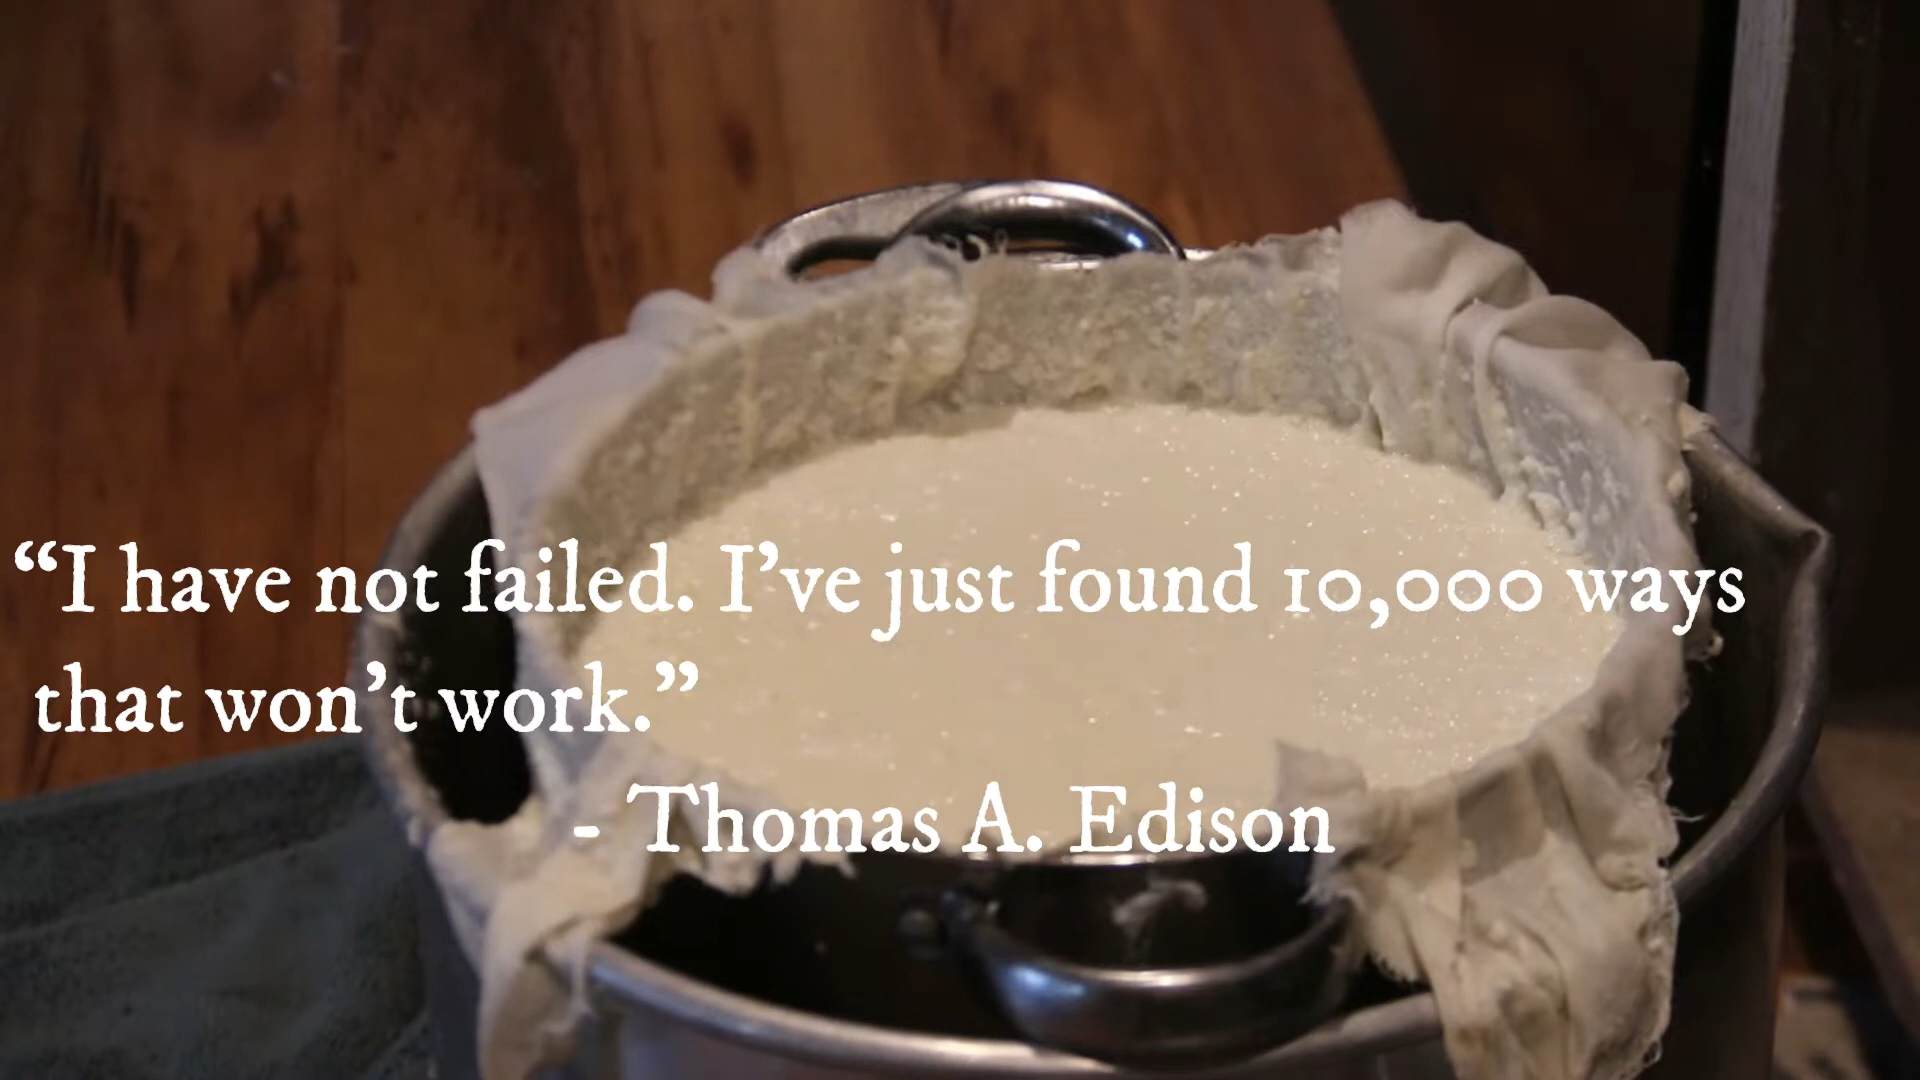 “I have not failed. I’ve just found 10,000 ways
that won’t work.”
- Thomas A. Edison